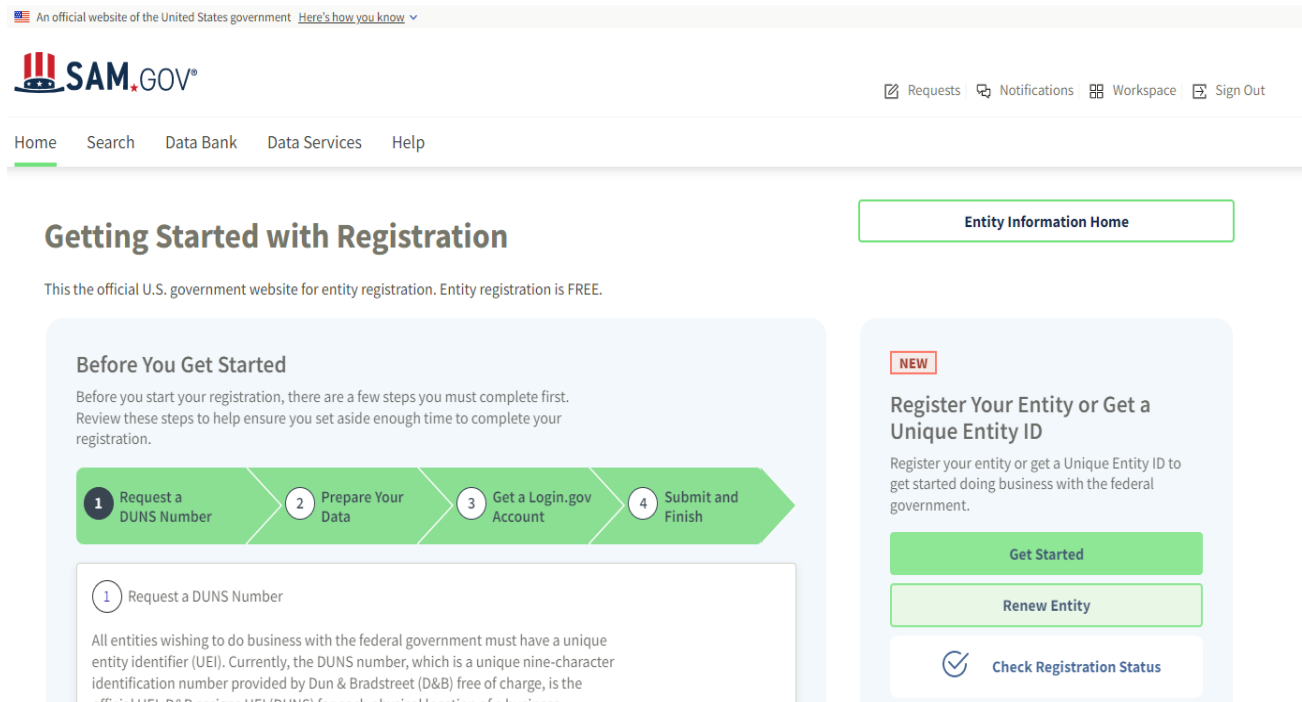 An official website of the United States government Here's how you know
SAM.GOV®
Requests Notifications Workspace Sign Out
Home Search Data Bank Data Services Help
Getting Started with Registration
Entity Information Home
This the official U.S. government website for entity registration. Entity registration is FREE.
Before You Get Started
Before you start your registration, there are a few steps you must complete first.
Review these steps to help ensure you set aside enough time to complete your
registration.
1 Request a
DUNS Number
2 Prepare Your
Data
3 Get a Login.gov
Account
4 Submit and
Finish
1 Request a DUNS Number
All entities wishing to do business with the federal government must have a unique
entity identifier (UEI). Currently, the DUNS number, which is a unique nine-character
identification number provided by Dun & Bradstreet (D&B) free of charge, is the
NEW
Register Your Entity or Get a
Unique Entity ID
Register your entity or get a Unique Entity ID to
get started doing business with the federal
government.
Get Started
Renew Entity
Check Registration Status